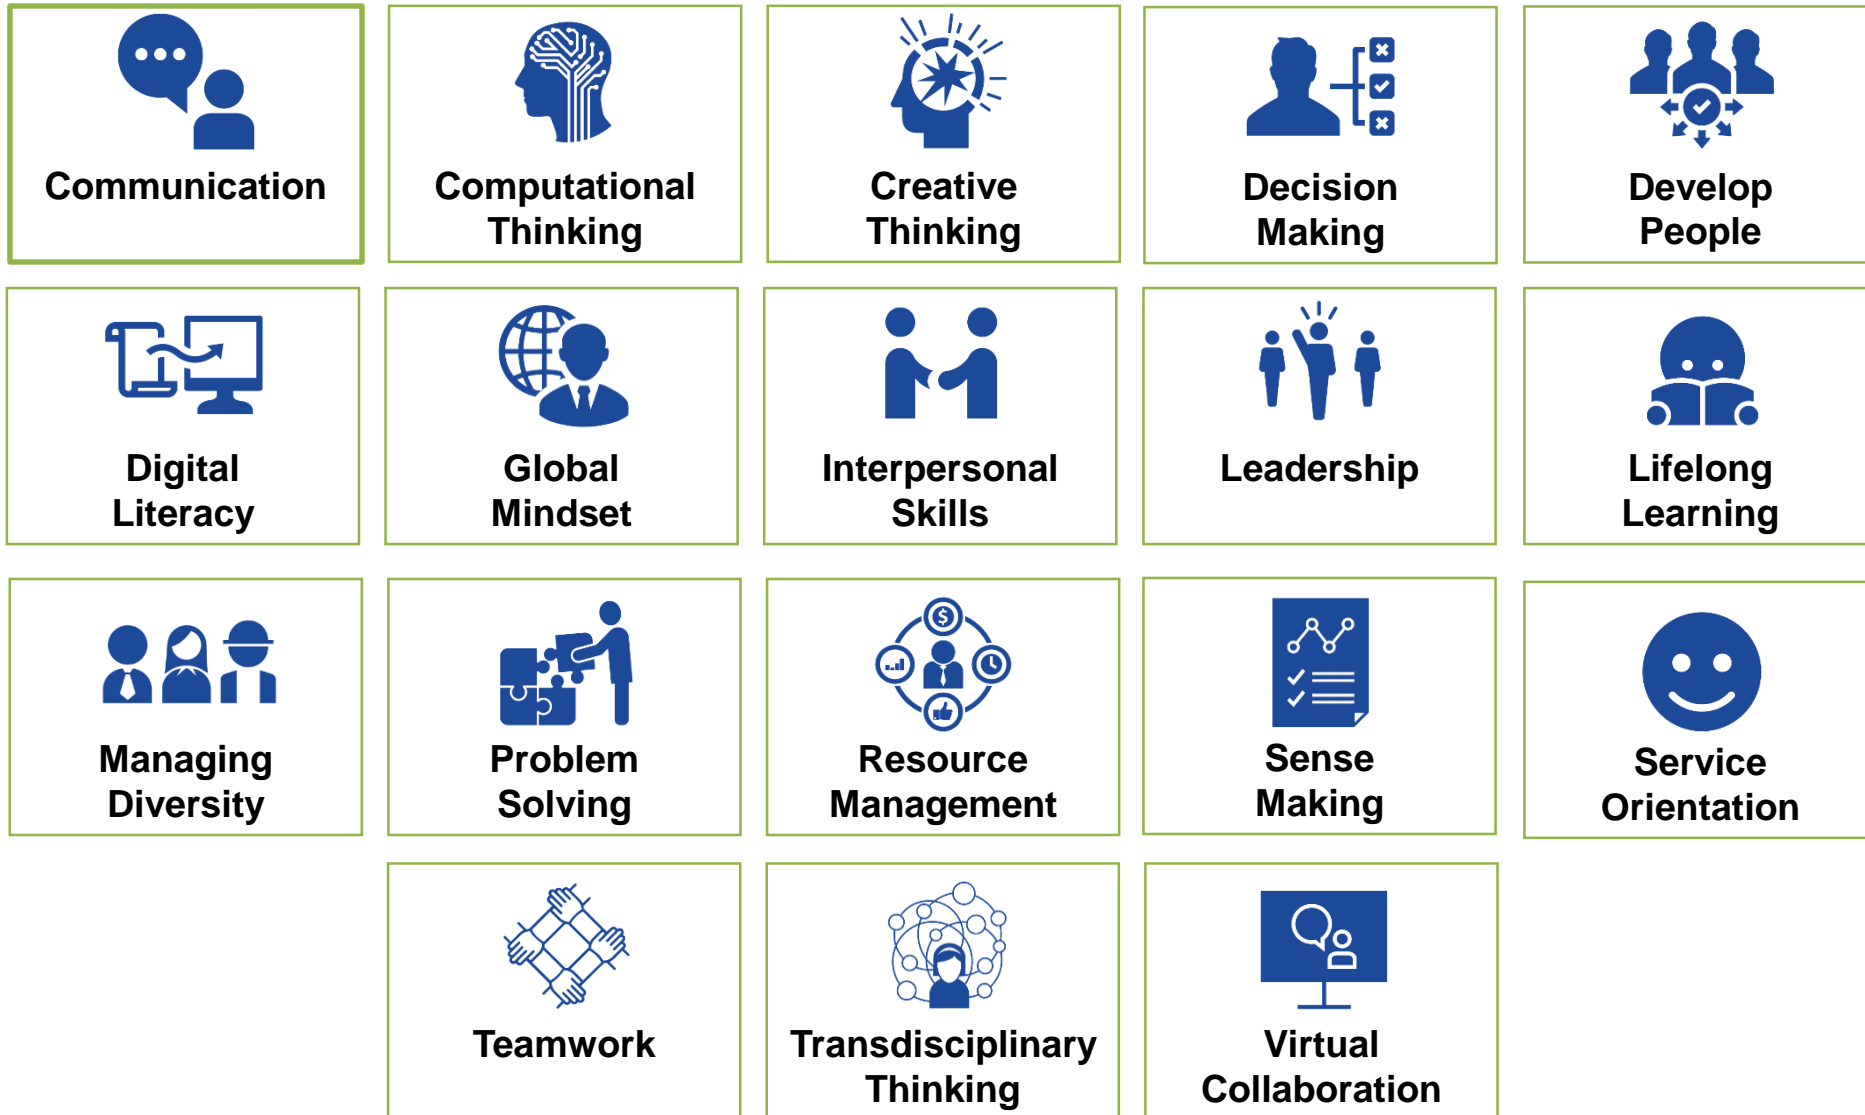 Communication
Computational
Thinking
Creative
Thinking
Decision
Making
Develop
People
Digital
Literacy
Global
Mindset
Interpersonal
Skills
Leadership
Lifelong
Learning
Managing
Diversity
Problem
Solving
$
Resource
Management
Sense
Making
Service
Orientation
Teamwork
Transdisciplinary
Thinking
Virtual
Collaboration